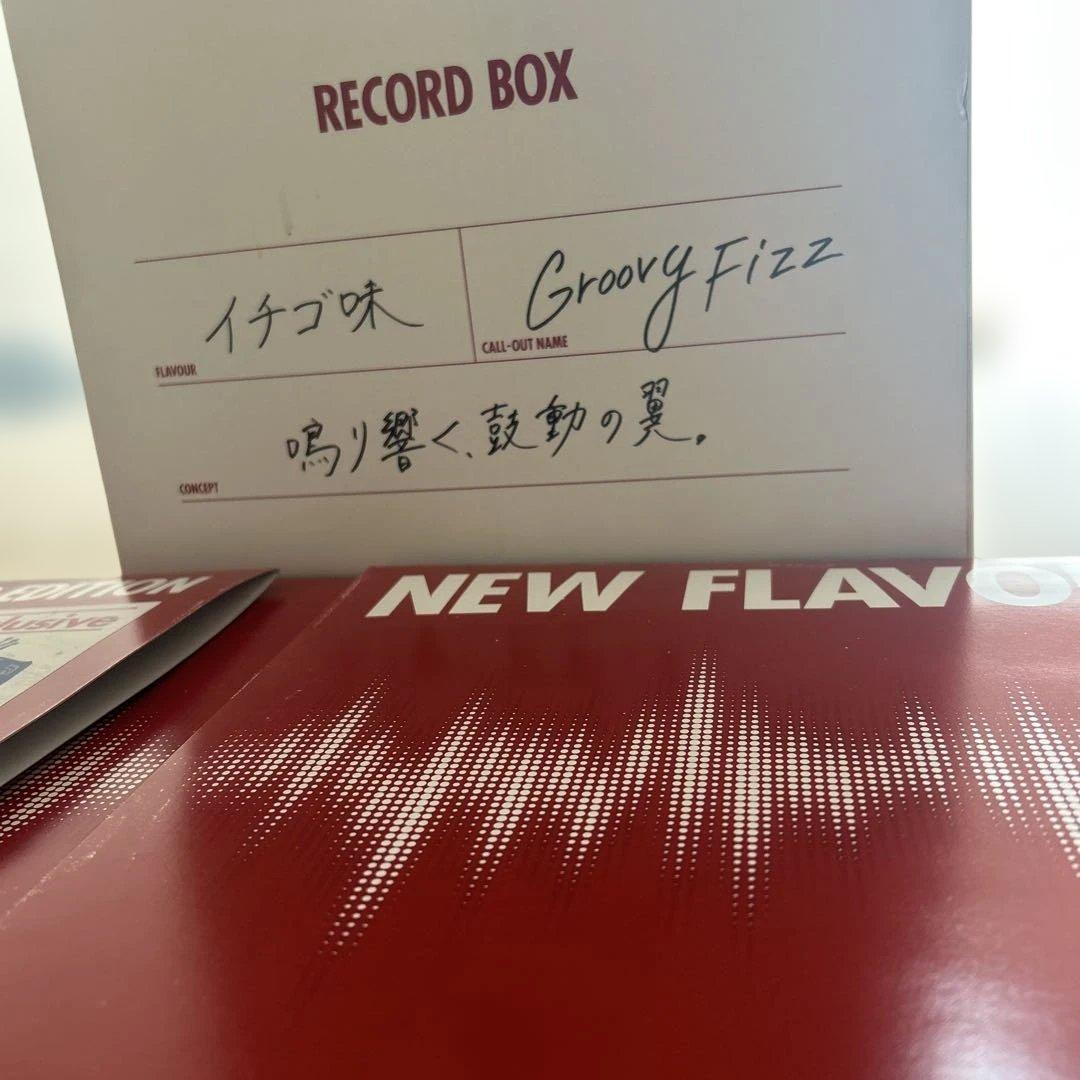 RECORD BOX
イチゴ味
Groovy Fizz
FLAVOUR
CALL-OUT NAME
鳴り響く、鼓動の翼。
CONCEPT
EDITION
NEW FLAVO
lusive